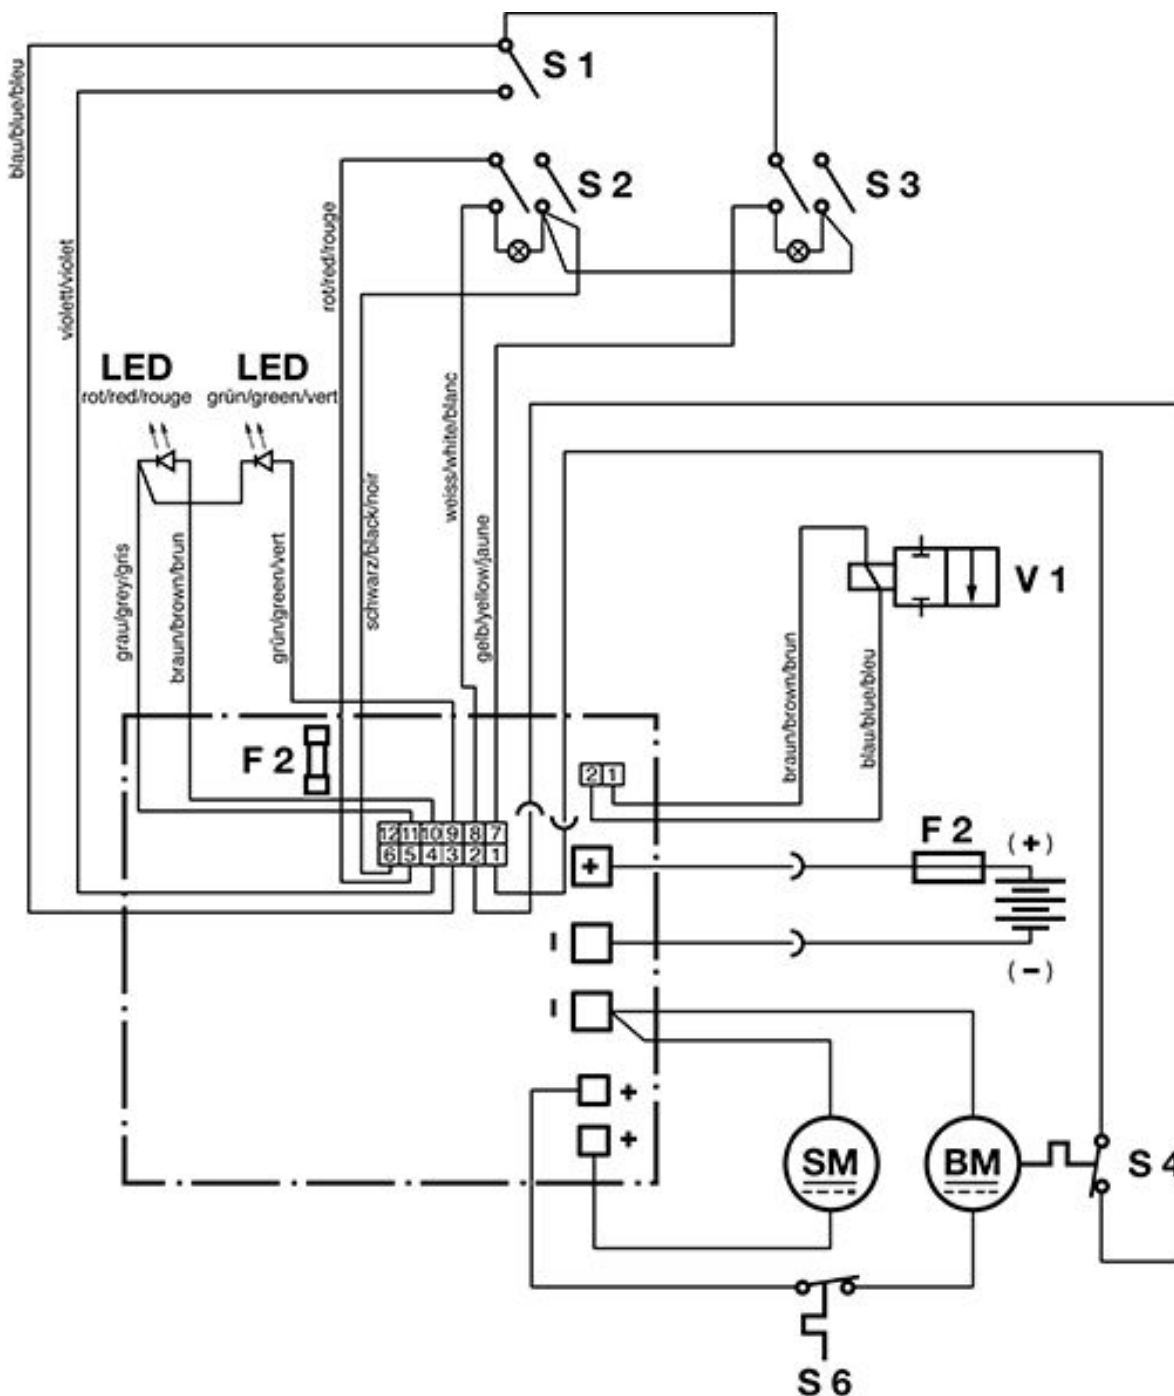 S 1
S 2
S 3
blau/blue/bleu
violett/violet
rot/red/rouge
LED
rot/red/rouge
LED
grün/green/vert
weiss/white/blanc
schwarz/black/noir
gelb/yellow/jaune
grau/grey/gris
braun/brown/brun
grün/green/vert
V 1
braun/brown/brun
blau/blue/bleu
F 2
2 1
12 11 10 9 8 7
6 5 4 3 2 1
+
F 2
(+)
-
(-)
-
+
+
SM
BM
S 4
S 6